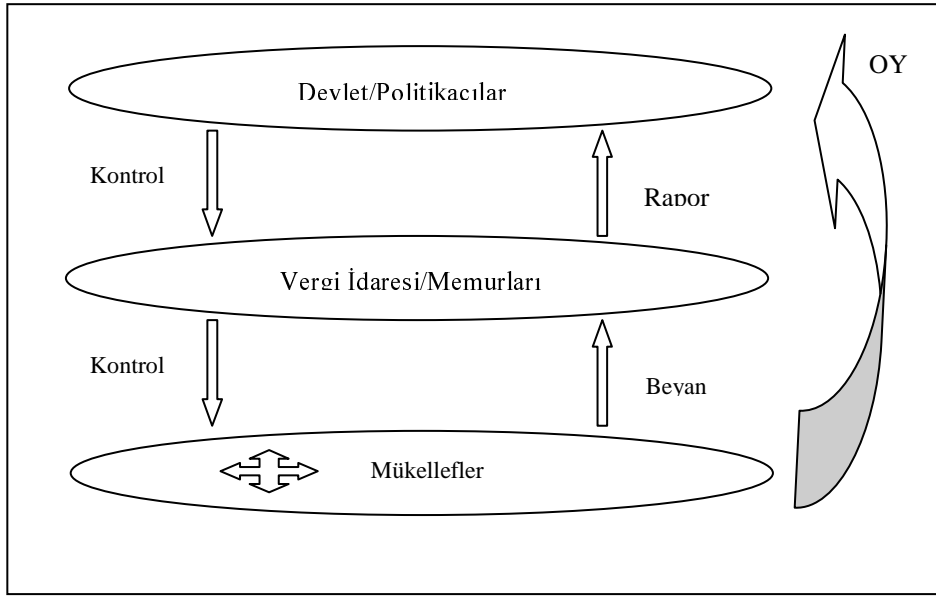 OY
Devlet/Politikacılar
Kontrol
Rapor
Vergi İdaresi/Memurları
Kontrol
Beyan
Mükellefler